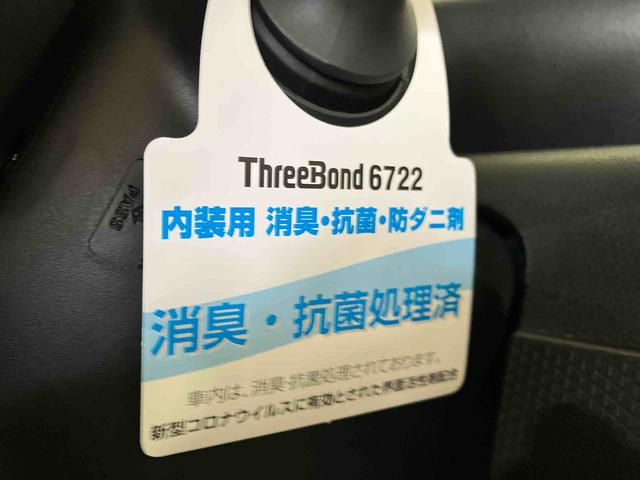 ThreeBond 6722
内装用 消臭・抗菌・防ダニ剤
消臭・抗菌処理済
車内は、消臭・抗菌処理されております。
新型コロナウイルスに有効とされた界面活性剤配合
PASS